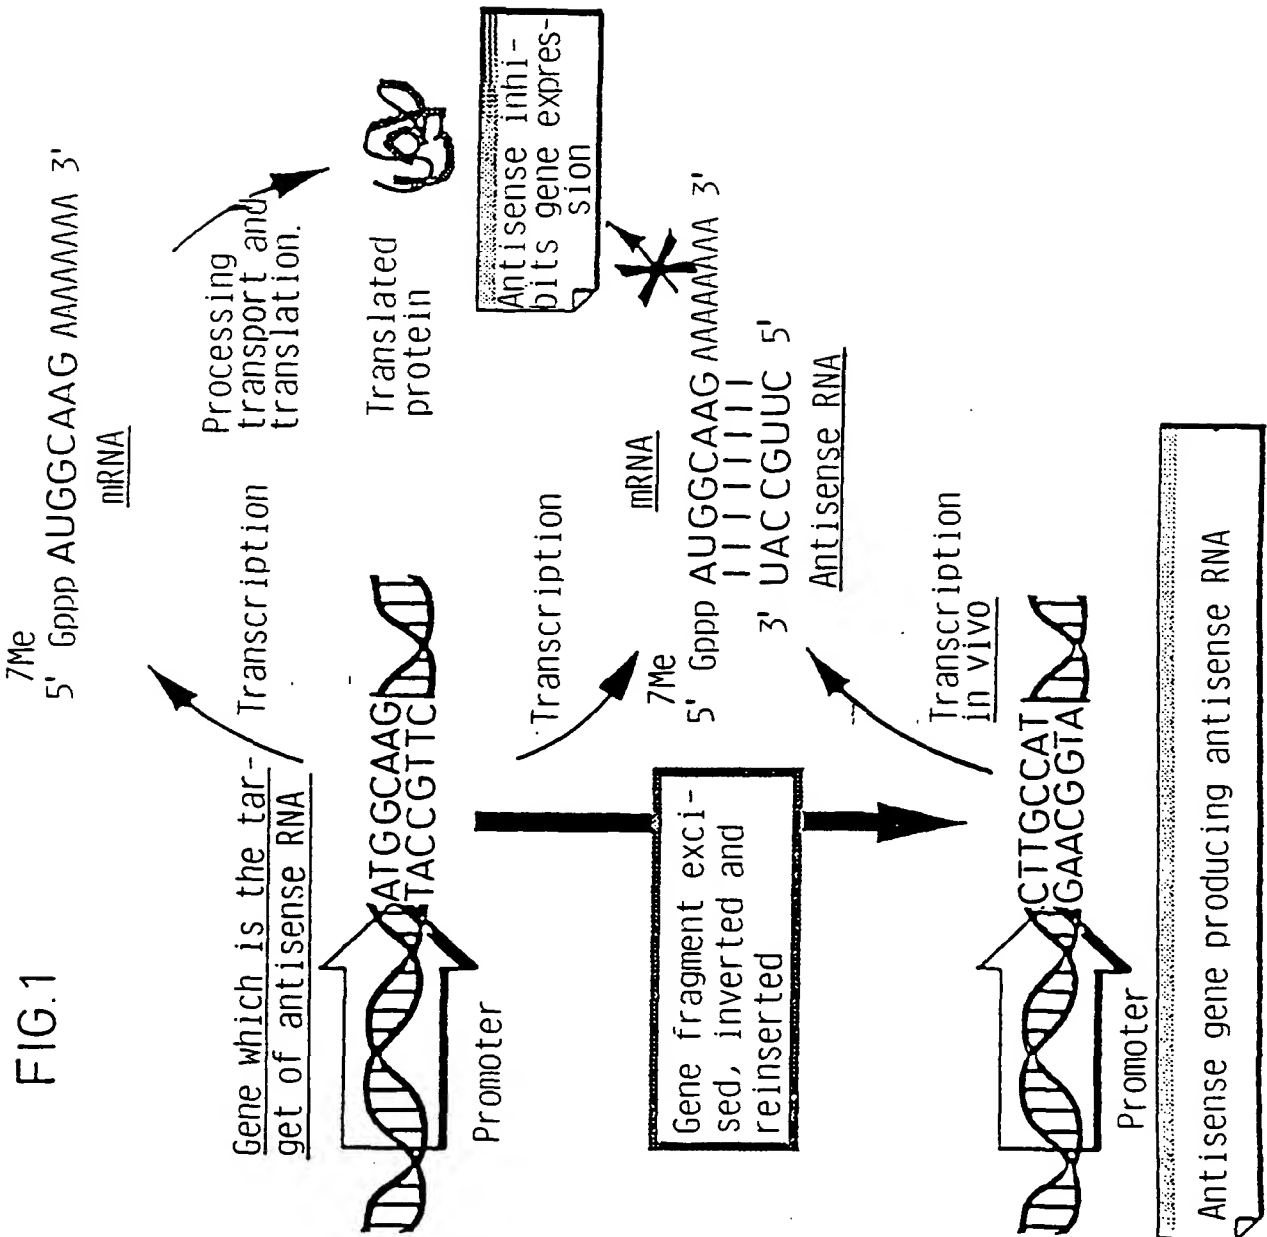 FIG.1
7Me
5' Gppp AUGGCAAG AAAAAAA 3'
mRNA
Gene which is the tar-
get of antisense RNA
Transcription
Processing
transport and
translation.
ATGGCAAG
TACCGTTC
Promoter
Translated
protein
Transcription
Antisense inhi-
bits gene expres-
sion
Gene fragment exci-
sed, inverted and
reinserted
mRNA
7Me
5' Gppp AUGGCAAG AAAAAAA 3'
3' UACCGUUC 5'
Antisense RNA
Transcription
in vivo
CTTGCCAT
GAACGGTA
Promoter
Antisense gene producing antisense RNA